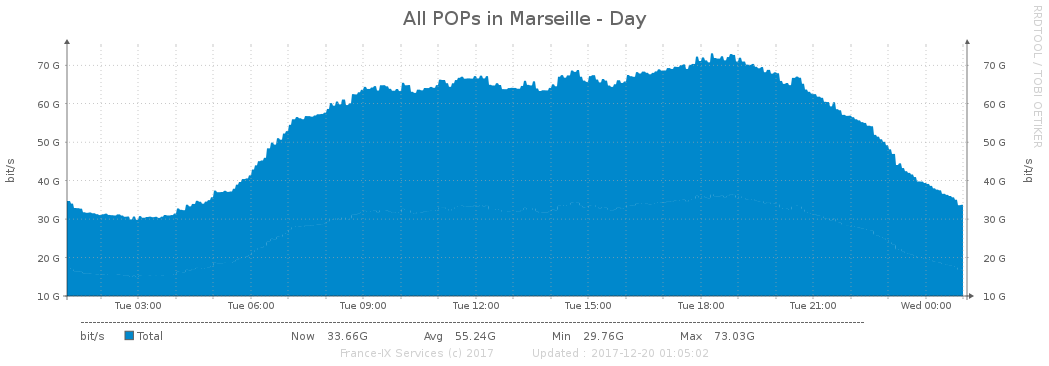 All POPs in Marseille - Day
RRDTOOL / TOBI OETIKER
bit/s
70 G
60 G
50 G
40 G
30 G
20 G
10 G
70 G
60 G
50 G
40 G
30 G
20 G
10 G
bit/s
Tue 03:00 Tue 06:00 Tue 09:00 Tue 12:00 Tue 15:00 Tue 18:00 Tue 21:00 Wed 00:00
bit/s Total Now 33.66G Avg 55.24G Min 29.76G Max 73.03G
France-IX Services (c) 2017 Updated : 2017-12-20 01:05:02